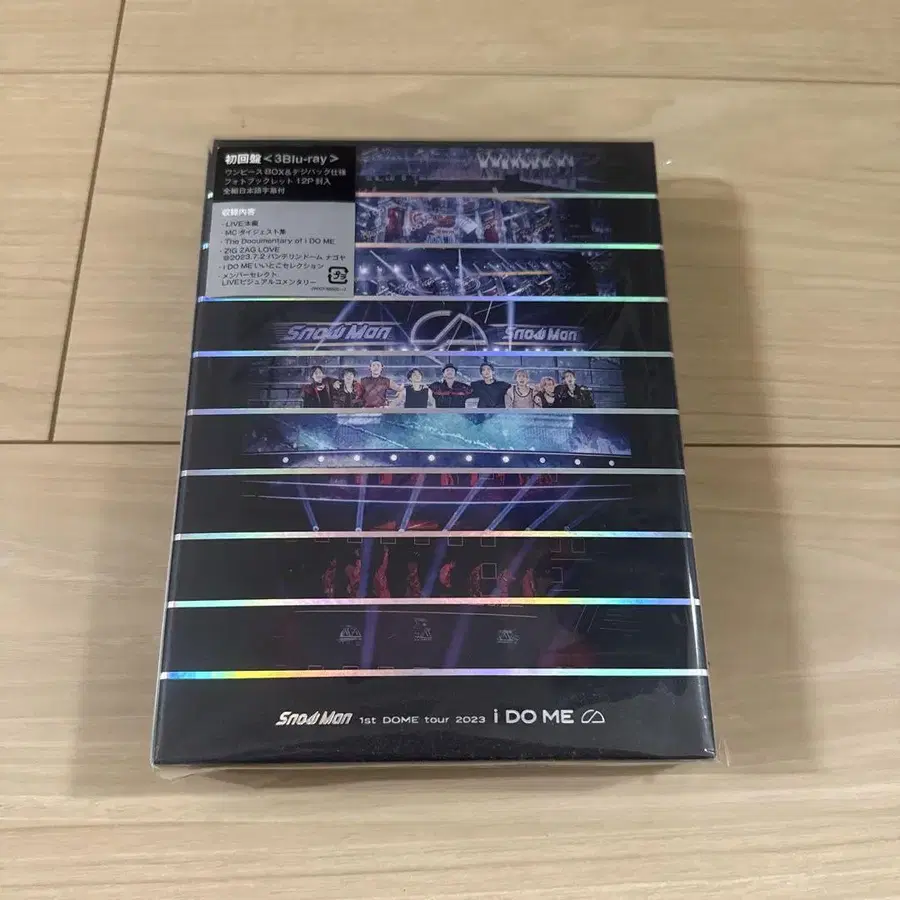 初回盤<3Blu-ray>
ワンピースBOX&デジパック仕様
フォトブックレット12P封入
全編日本語字幕付
収録内容
・LIVE本編
・MCダイジェスト集
・The Documentary of i DO ME
・ZIG ZAG LOVE
@2023.7.2 バンテリンドーム ナゴヤ
・i DO ME いいとこセレクション
・メンバーセレクト
LIVEビジュアルコメンタリー
Snow Man
Snow Man
Snow Man 1st DOME tour 2023 i DO ME